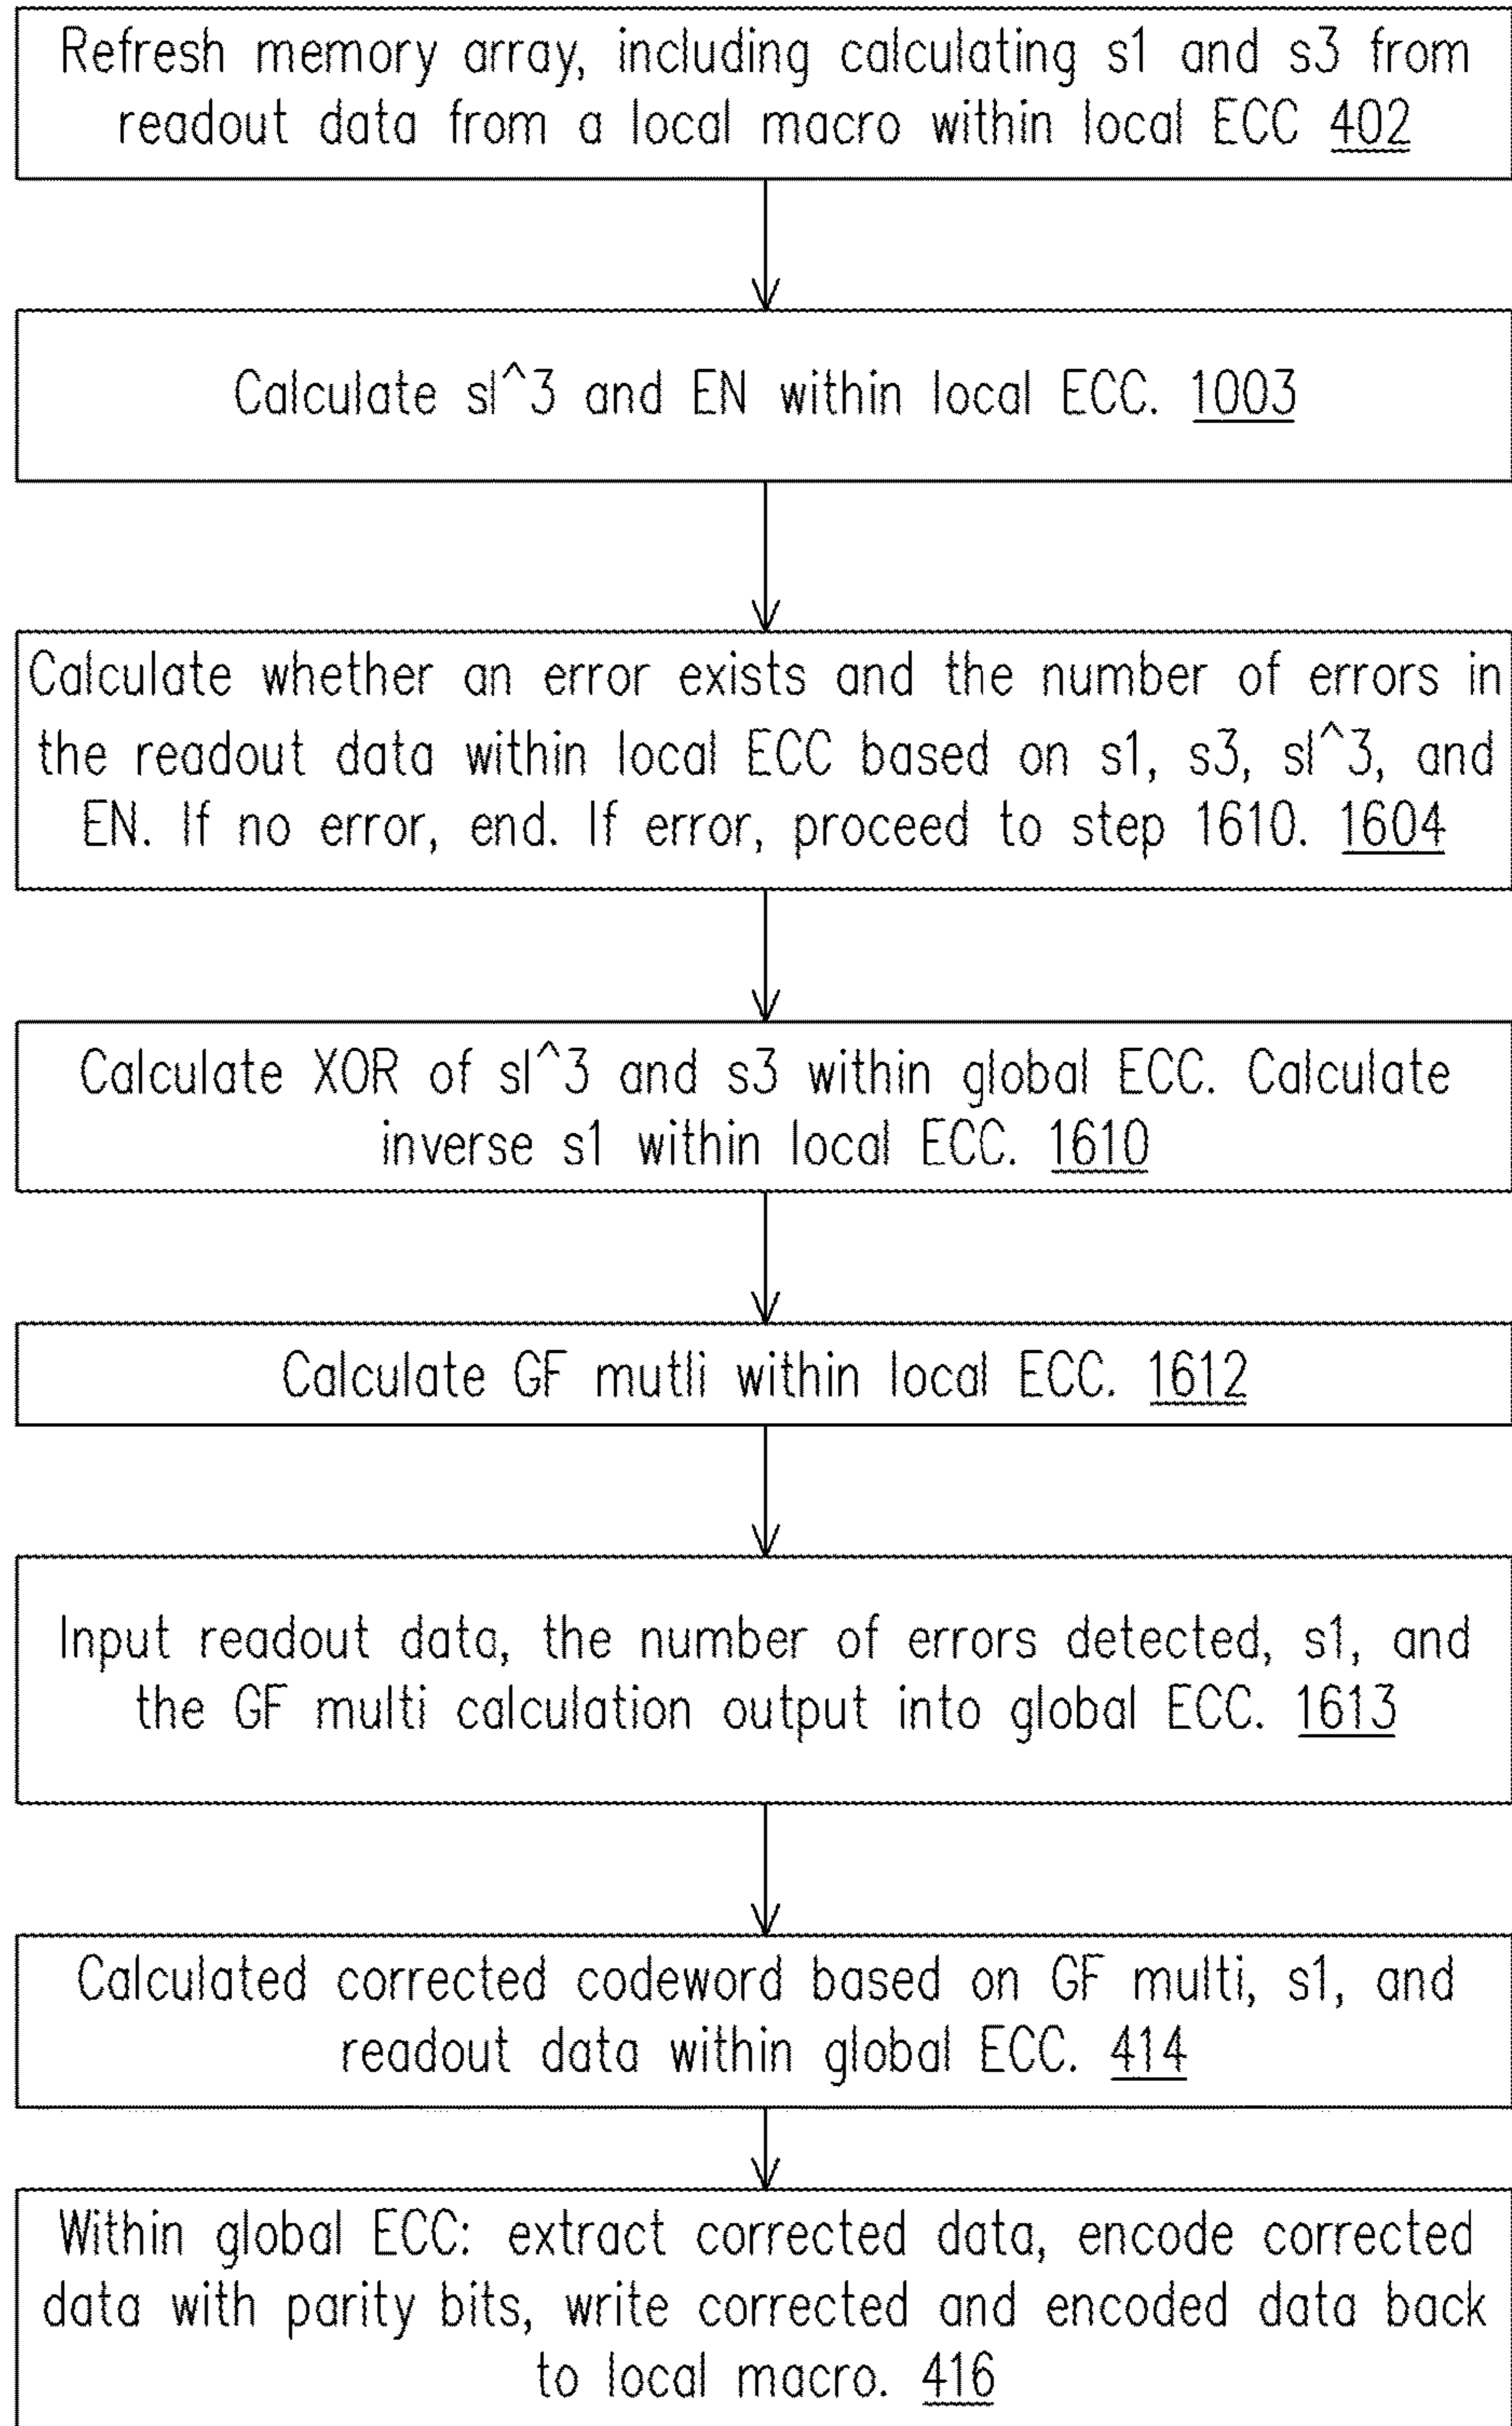 Refresh memory array, including calculating s1 and s3 from
readout data from a local macro within local ECC 402
Calculate sl^3 and EN within local ECC. 1003
Calculate whether an error exists and the number of errors in
the readout data within local ECC based on s1, s3, sl^3, and
EN. If no error, end. If error, proceed to step 1610. 1604
Calculate XOR of sl^3 and s3 within global ECC. Calculate
inverse s1 within local ECC. 1610
Calculate GF mutli within local ECC. 1612
Input readout data, the number of errors detected, s1, and
the GF multi calculation output into global ECC. 1613
Calculated corrected codeword based on GF multi, s1, and
readout data within global ECC. 414
Within global ECC: extract corrected data, encode corrected
data with parity bits, write corrected and encoded data back
to local macro. 416